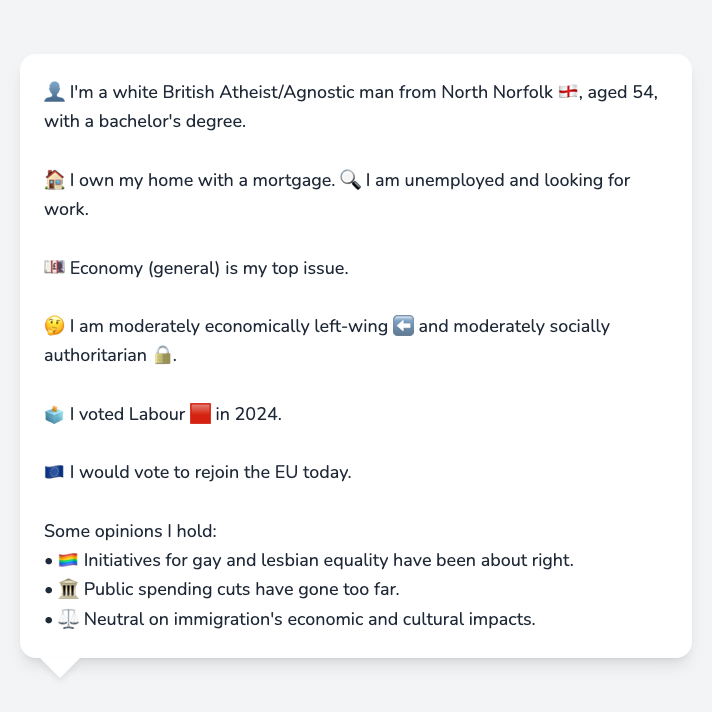 👤 I'm a white British Atheist/Agnostic man from North Norfolk 🏴󠁧󠁢󠁥󠁮󠁧󠁿, aged 54,
with a bachelor's degree.
🏠 I own my home with a mortgage. 🔍 I am unemployed and looking for
work.
💷 Economy (general) is my top issue.
🤔 I am moderately economically left-wing ⬅️ and moderately socially
authoritarian 🔒.
🗳️ I voted Labour 🟥 in 2024.
🇪🇺 I would vote to rejoin the EU today.
Some opinions I hold:
• 🏳️‍🌈 Initiatives for gay and lesbian equality have been about right.
• 🏛️ Public spending cuts have gone too far.
• ⚖️ Neutral on immigration's economic and cultural impacts.